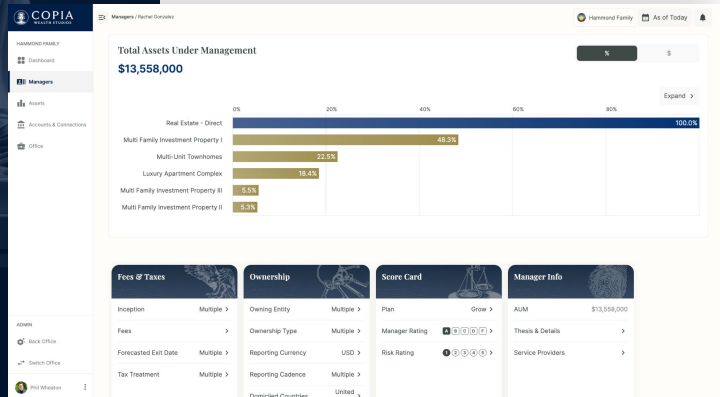 COPIA
WEALTH STUDIOS
Managers / Rachel Gonzalez
Hammond Family
As of Today
HAMMOND FAMILY
Dashboard
Managers
Assets
Accounts & Connections
Office
Total Assets Under Management
$13,558,000
%
$
Expand >
0%
20%
40%
60%
80%
Real Estate - Direct
100.0%
Multi Family Investment Property I
48.3%
Multi-Unit Townhomes
22.5%
Luxury Apartment Complex
18.4%
Multi Family Investment Property III
5.5%
Multi Family Investment Property II
5.3%
Fees & Taxes
Inception Multiple >
Fees >
Forecasted Exit Date Multiple >
Tax Treatment Multiple >
Ownership
Owning Entity Multiple >
Ownership Type Multiple >
Reporting Currency USD >
Reporting Cadence Multiple >
Domiciled Countries United >
Score Card
Plan Grow >
Manager Rating A B C D F >
Risk Rating 1 2 3 4 5 >
Manager Info
AUM $13,558,000
Thesis & Details >
Service Providers >
ADMIN
Back Office
Switch Office
Phil Wheaton